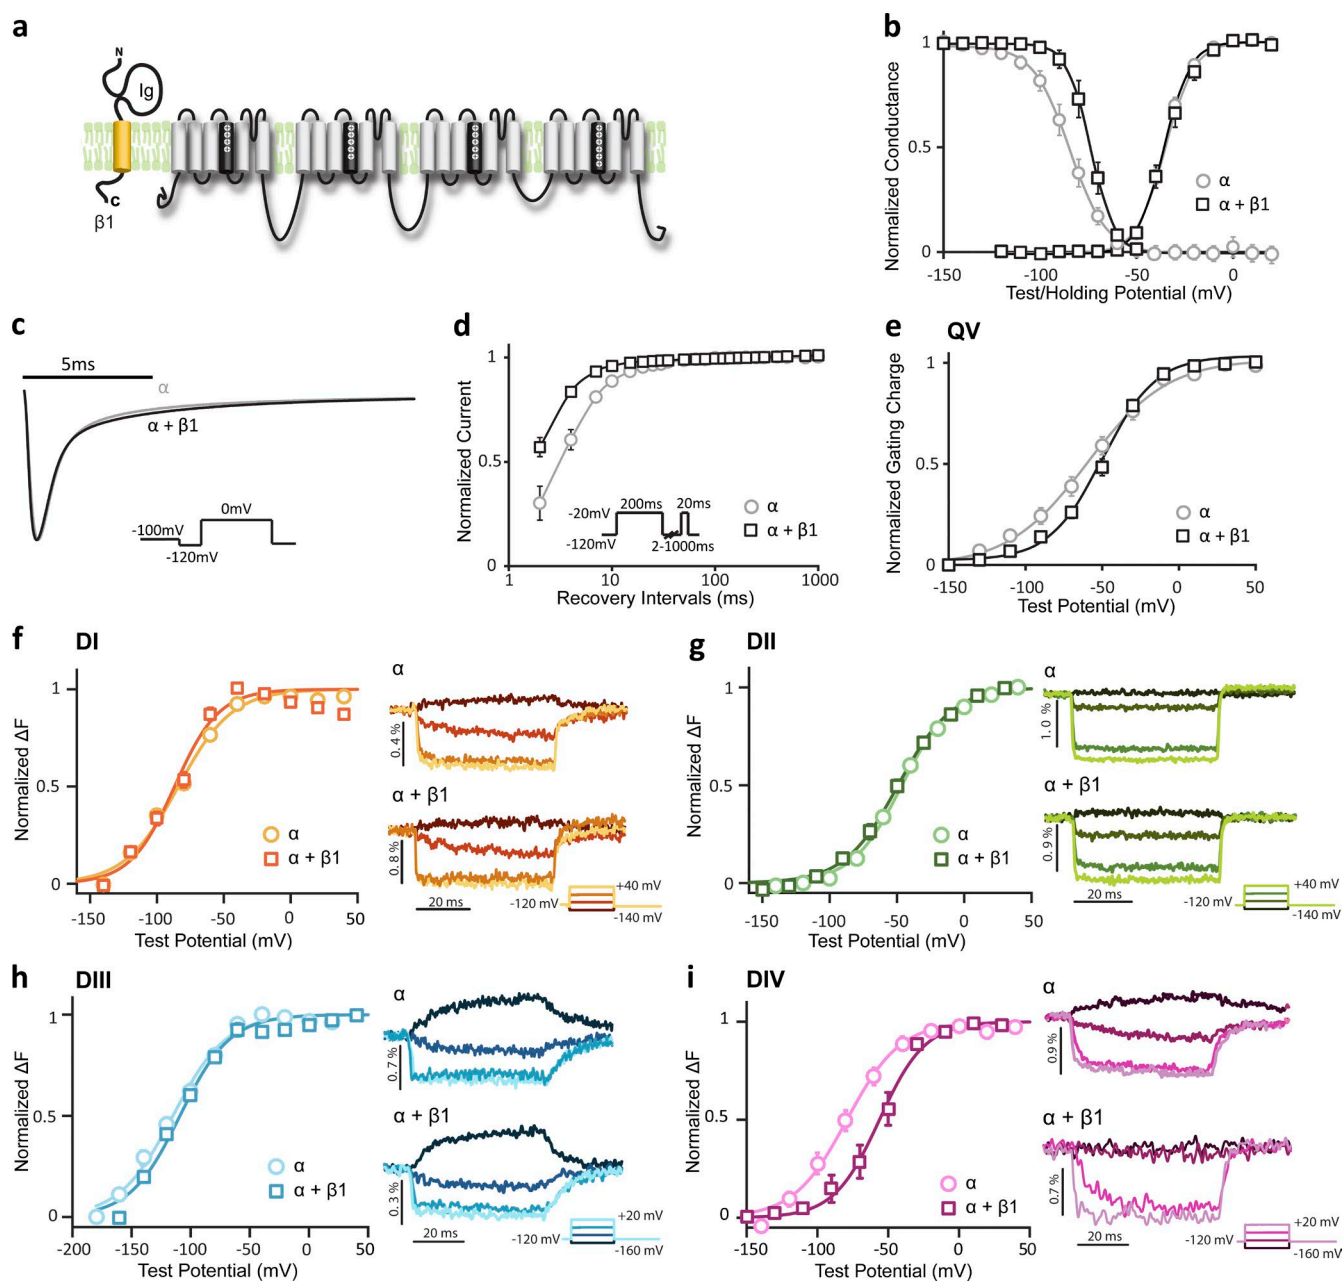 a
N
Ig
C
β1
b
Normalized Conductance
1
0.5
0
-150
-100
-50
0
Test/Holding Potential (mV)
α
α + β1
c
5ms
α
α + β1
0mV
-100mV
-120mV
d
Normalized Current
1
0.5
0
1
10
100
1000
Recovery Intervals (ms)
200ms
20ms
-20mV
-120mV
2-1000ms
α
α + β1
e
QV
Normalized Gating Charge
1
0.5
0
-150
-100
-50
0
50
Test Potential (mV)
α
α + β1
f
DI
Normalized ΔF
1
0.5
0
-150
-100
-50
0
50
Test Potential (mV)
α
α + β1
α
0.4 %
α + β1
0.8 %
20 ms
+40 mV
-120 mV
-140 mV
g
DII
Normalized ΔF
1
0.5
0
-150
-100
-50
0
50
Test Potential (mV)
α
α + β1
α
1.0 %
α + β1
0.9 %
20 ms
+40 mV
-120 mV
-140 mV
h
DIII
Normalized ΔF
1
0.5
0
-200
-150
-100
-50
0
50
Test Potential (mV)
α
α + β1
α
0.7 %
α + β1
0.3 %
20 ms
+20 mV
-120 mV
-160 mV
i
DIV
Normalized ΔF
1
0.5
0
-150
-100
-50
0
50
Test Potential (mV)
α
α + β1
α
0.9 %
α + β1
0.7 %
20 ms
+20 mV
-120 mV
-160 mV